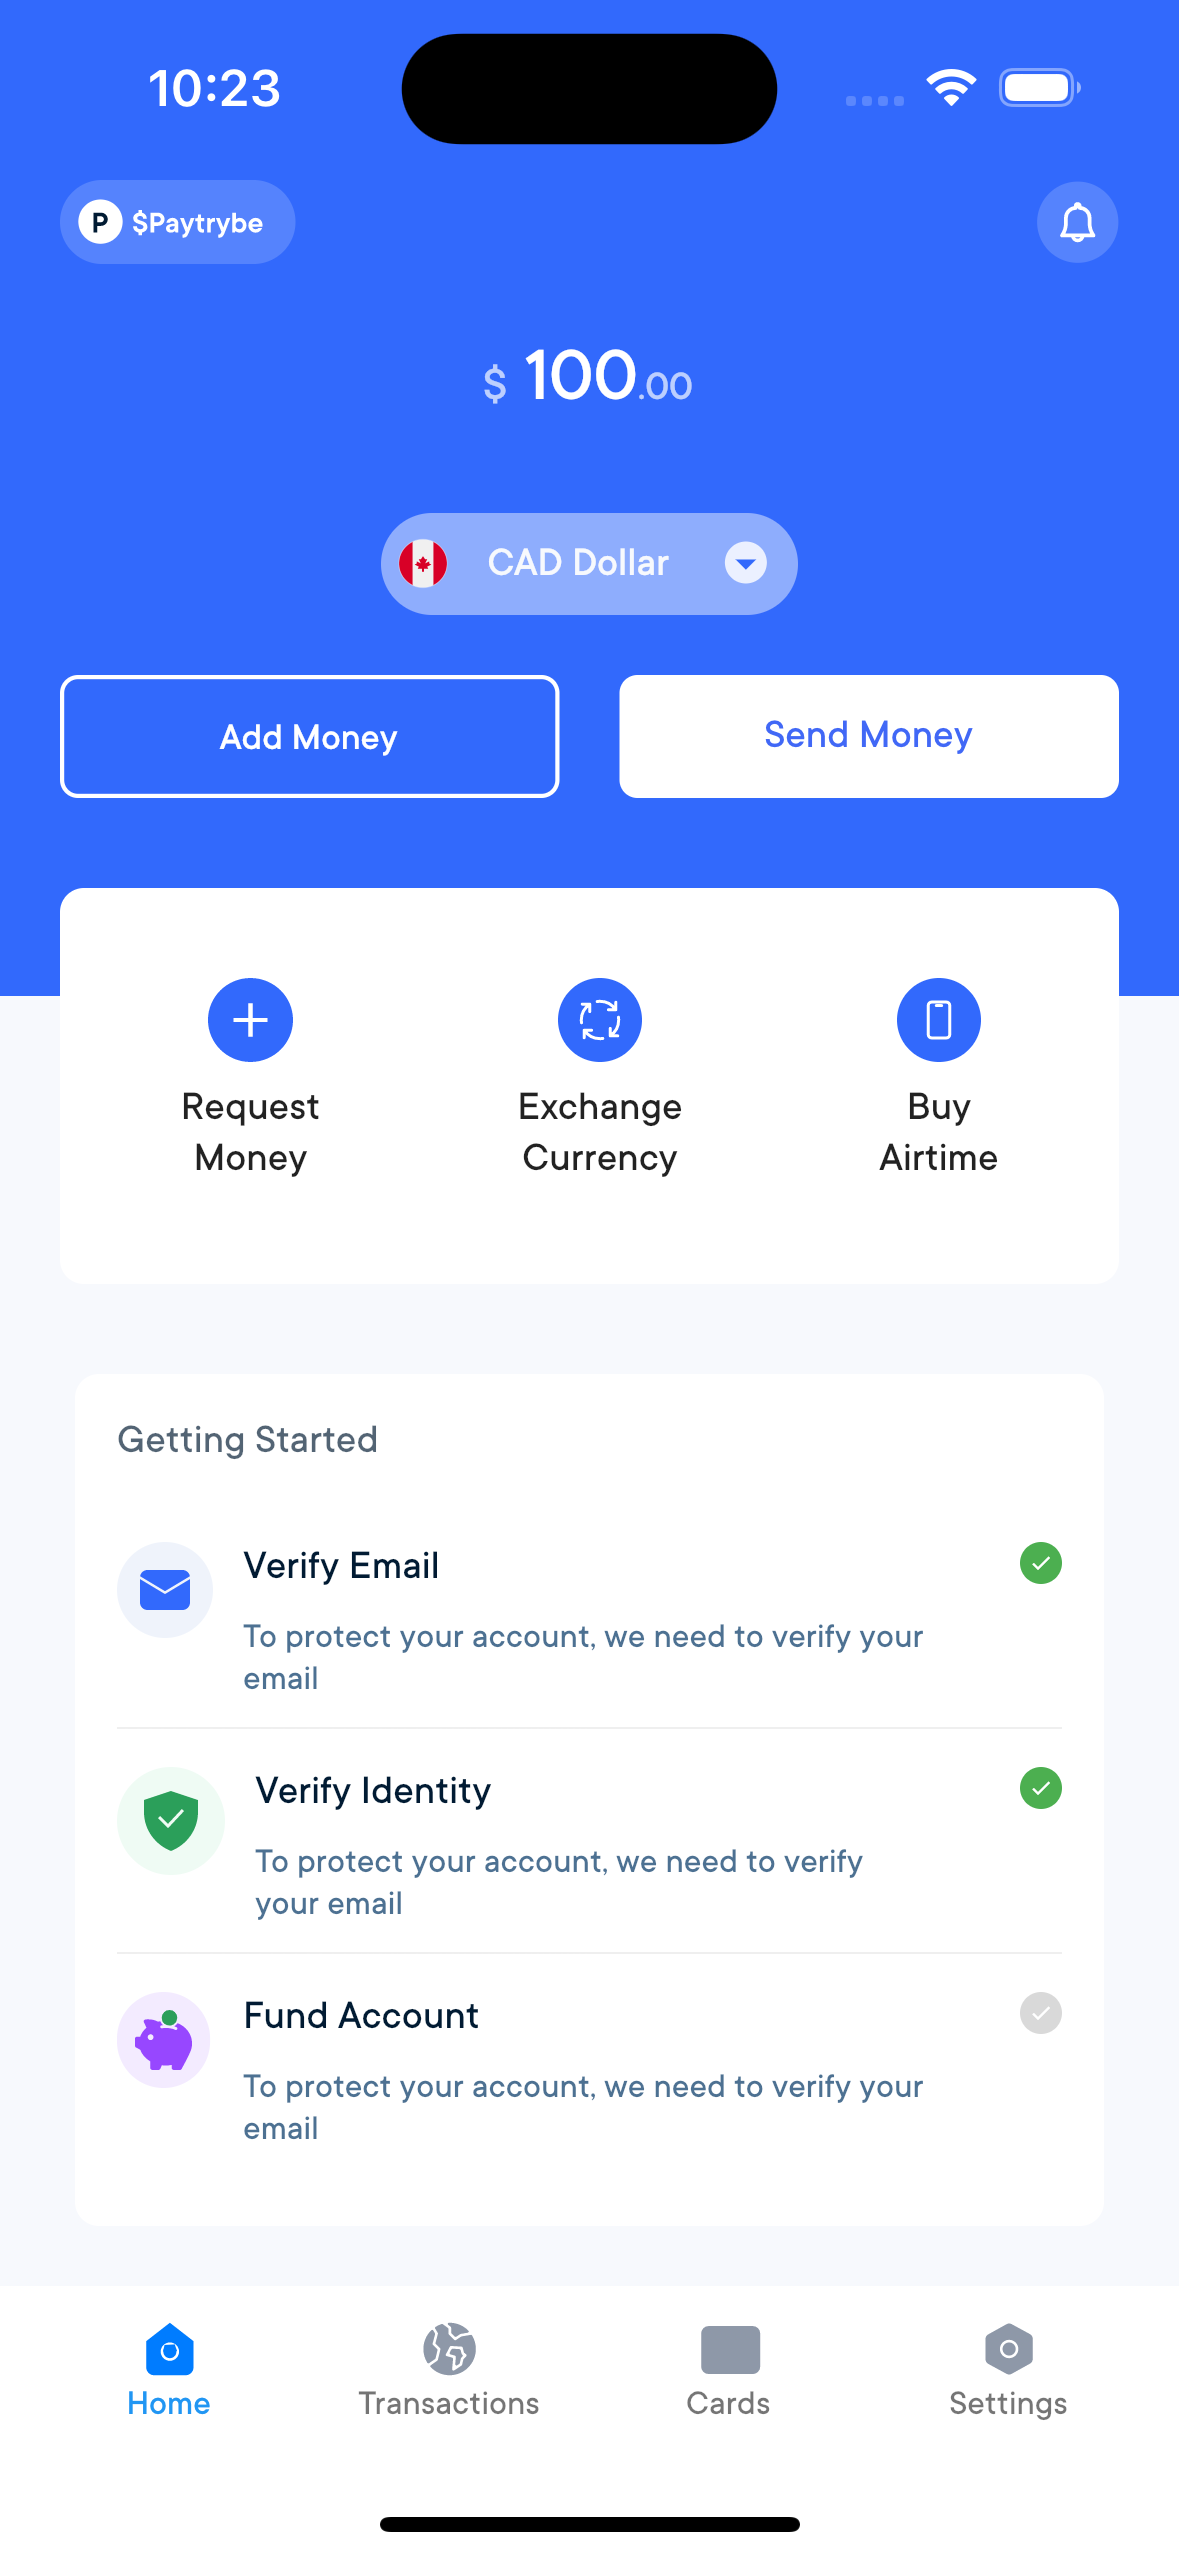 10:23
P $Paytrybe
$ 100.00
CAD Dollar
Add Money
Send Money
Request
Money
Exchange
Currency
Buy
Airtime
Getting Started
Verify Email
To protect your account, we need to verify your
email
Verify Identity
To protect your account, we need to verify
your email
Fund Account
To protect your account, we need to verify your
email
Home
Transactions
Cards
Settings